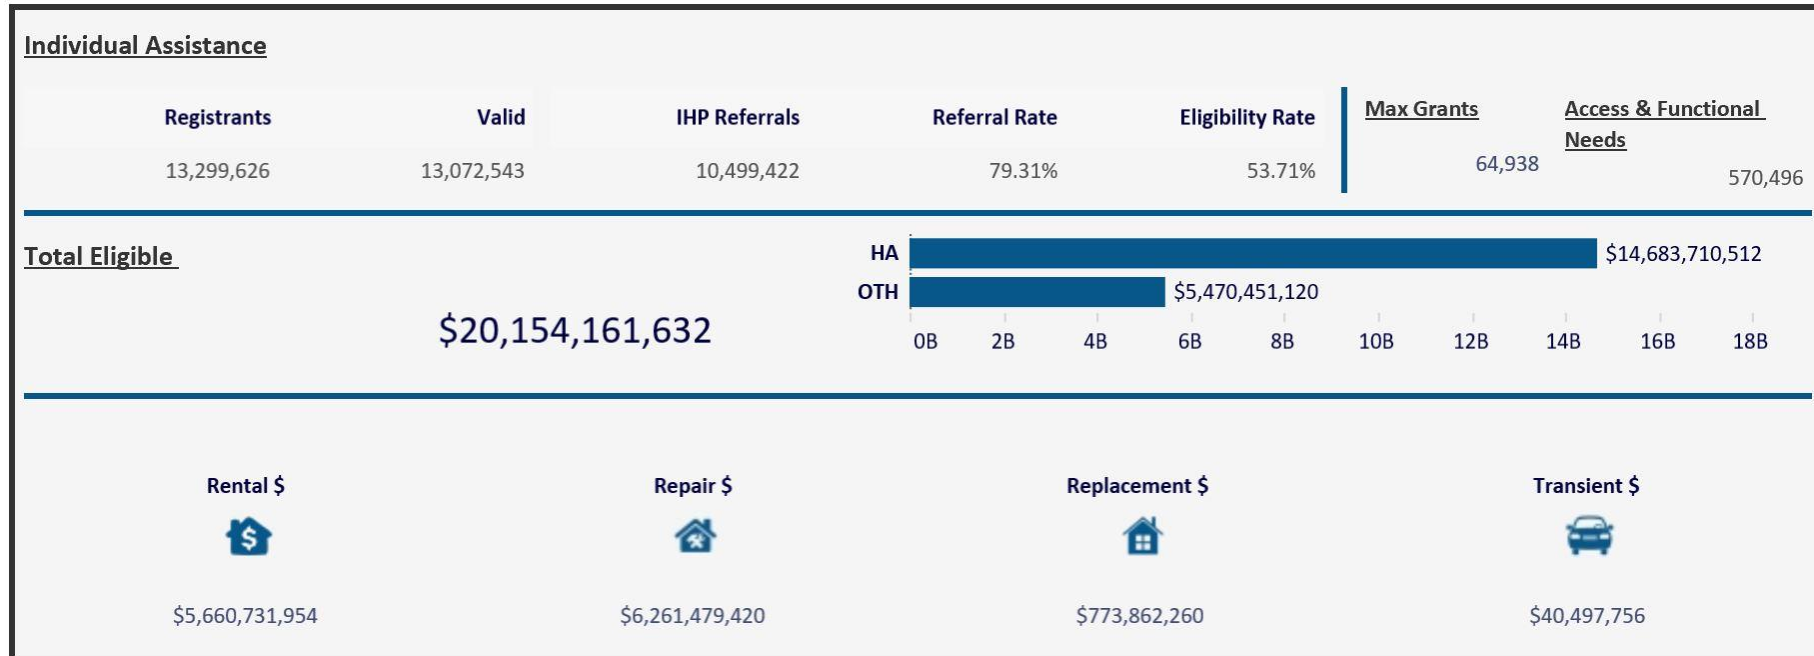 Individual Assistance
Registrants Valid IHP Referrals Referral Rate Eligibility Rate Max Grants Access & Functional Needs
13,299,626 13,072,543 10,499,422 79.31% 53.71% 64,938 570,496
Total Eligible
$20,154,161,632
HA $14,683,710,512
OTH $5,470,451,120
0B 2B 4B 6B 8B 10B 12B 14B 16B 18B
Rental $ Repair $ Replacement $ Transient $
$
$5,660,731,954 $6,261,479,420 $773,862,260 $40,497,756